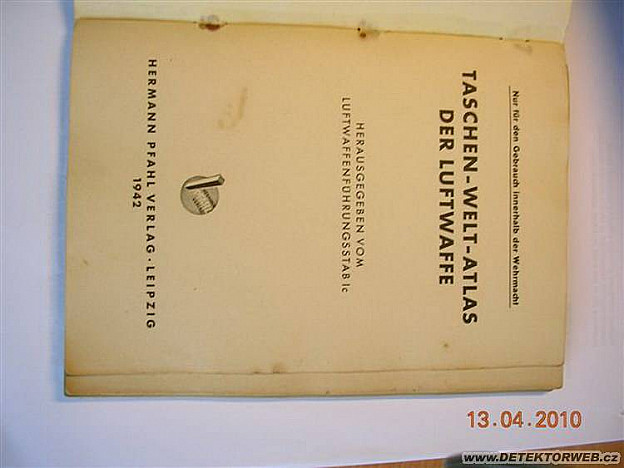 Nur für den Gebrauch innerhalb der Wehrmacht
TASCHEN-WELT-ATLAS
DER LUFTWAFFE
HERAUSGEGEBEN VOM
LUFTWAFFENFÜHRUNGSSTAB Ic
HERMANN PFAHL VERLAG · LEIPZIG
1942
13.04.2010
www.DETEKTORWEB.cz